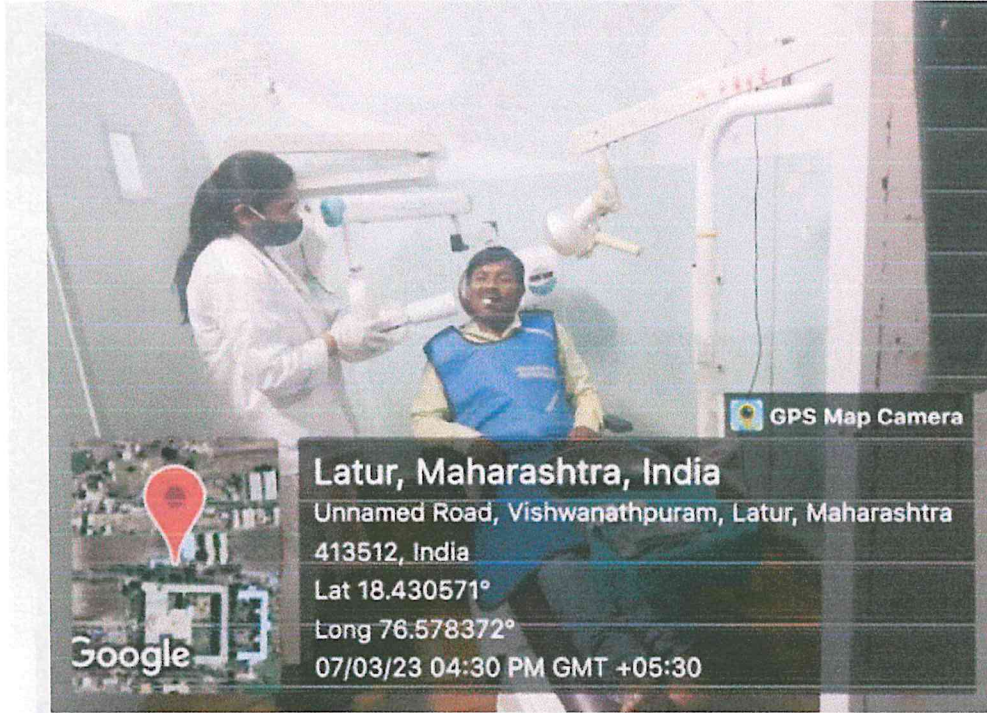 GPS Map Camera
Latur, Maharashtra, India
Unnamed Road, Vishwanathpuram, Latur, Maharashtra
413512, India
Lat 18.430571°
Long 76.578372°
07/03/23 04:30 PM GMT +05:30
Google